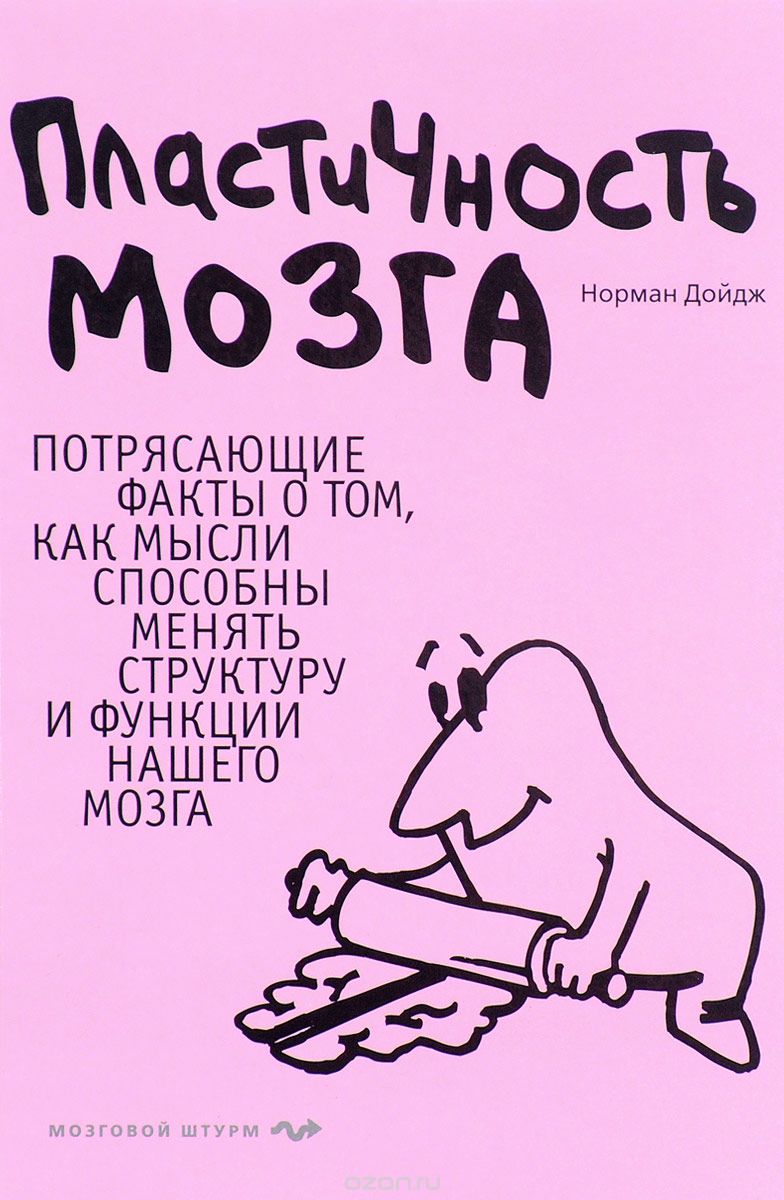 Пластичность
мозга
Норман Дойдж
ПОТРЯСАЮЩИЕ
ФАКТЫ О ТОМ,
КАК МЫСЛИ
СПОСОБНЫ
МЕНЯТЬ
СТРУКТУРУ
И ФУНКЦИИ
НАШЕГО
МОЗГА
МОЗГОВОЙ ШТУРМ
ozon.ru